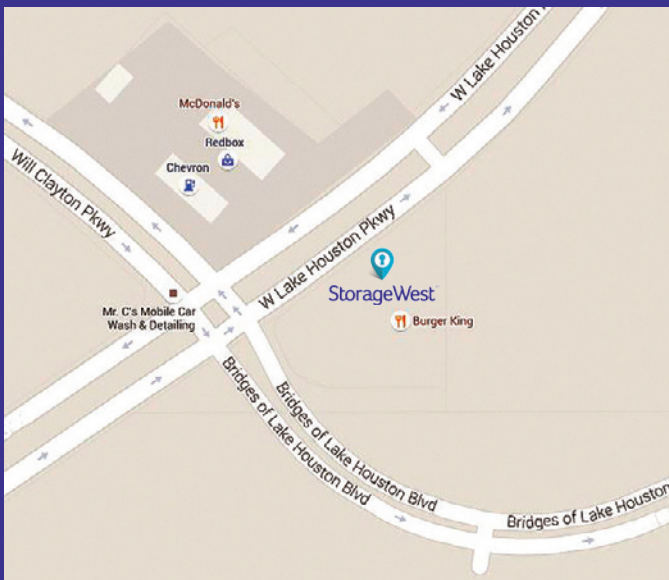 W Lake Houston
McDonald's
Redbox
Chevron
Will Clayton Pkwy
W Lake Houston Pkwy
StorageWest
Mr. C's Mobile Car
Wash & Detailing
Burger King
Bridges of Lake Houston Blvd
Bridges of Lake Houston Blvd
Bridges of Lake Houston